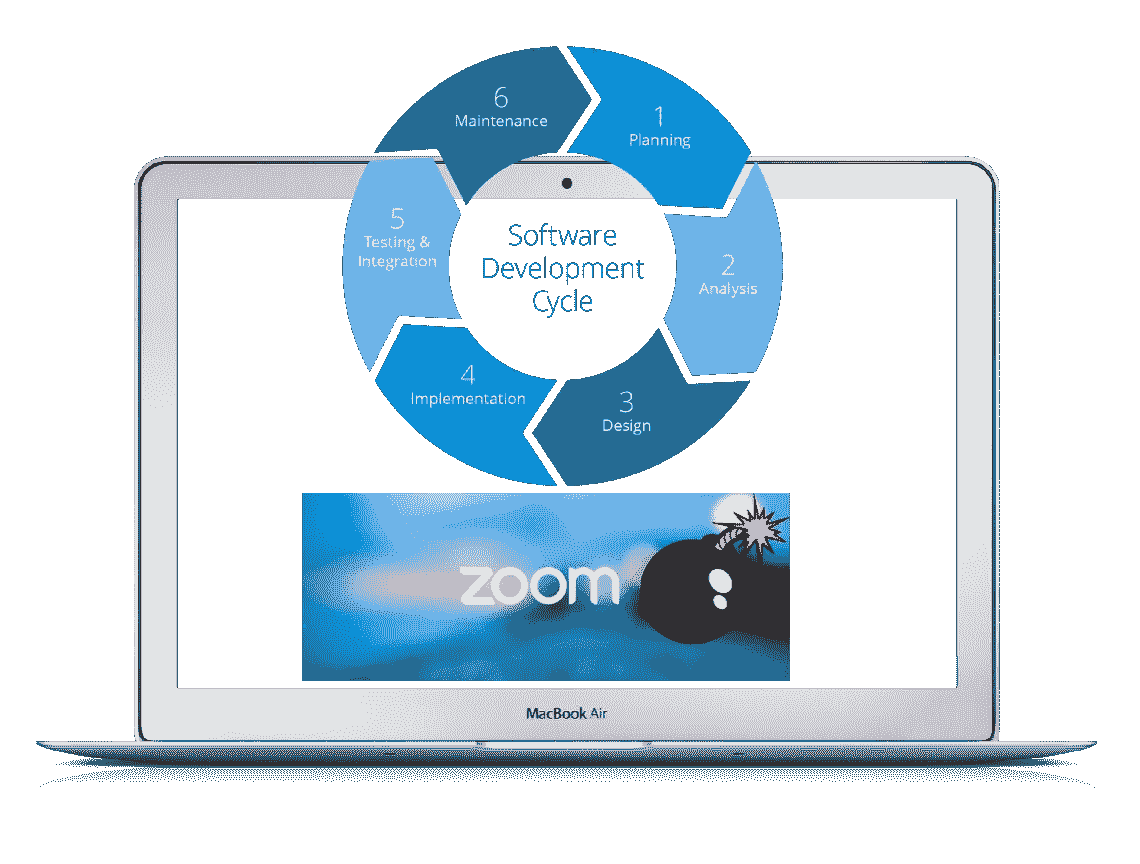 6
Maintenance
1
Planning
5
Testing &
Integration
Software
Development
Cycle
2
Analysis
4
Implementation
3
Design
zoom
MacBook Air